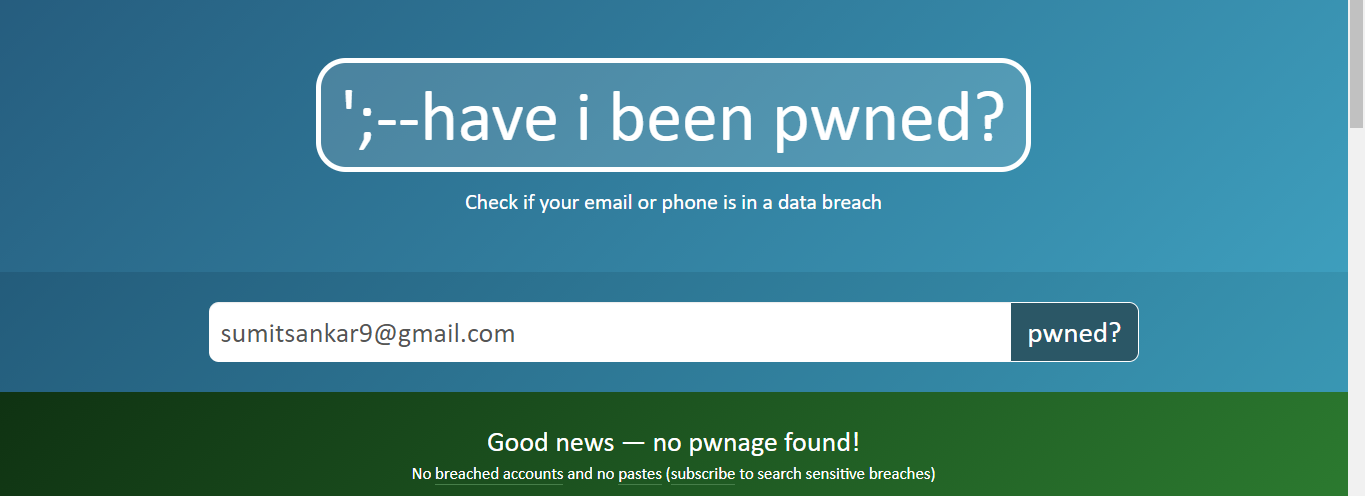 ';--have i been pwned?
Check if your email or phone is in a data breach
sumitsankar9@gmail.com pwned?
Good news — no pwnage found!
No breached accounts and no pastes (subscribe to search sensitive breaches)